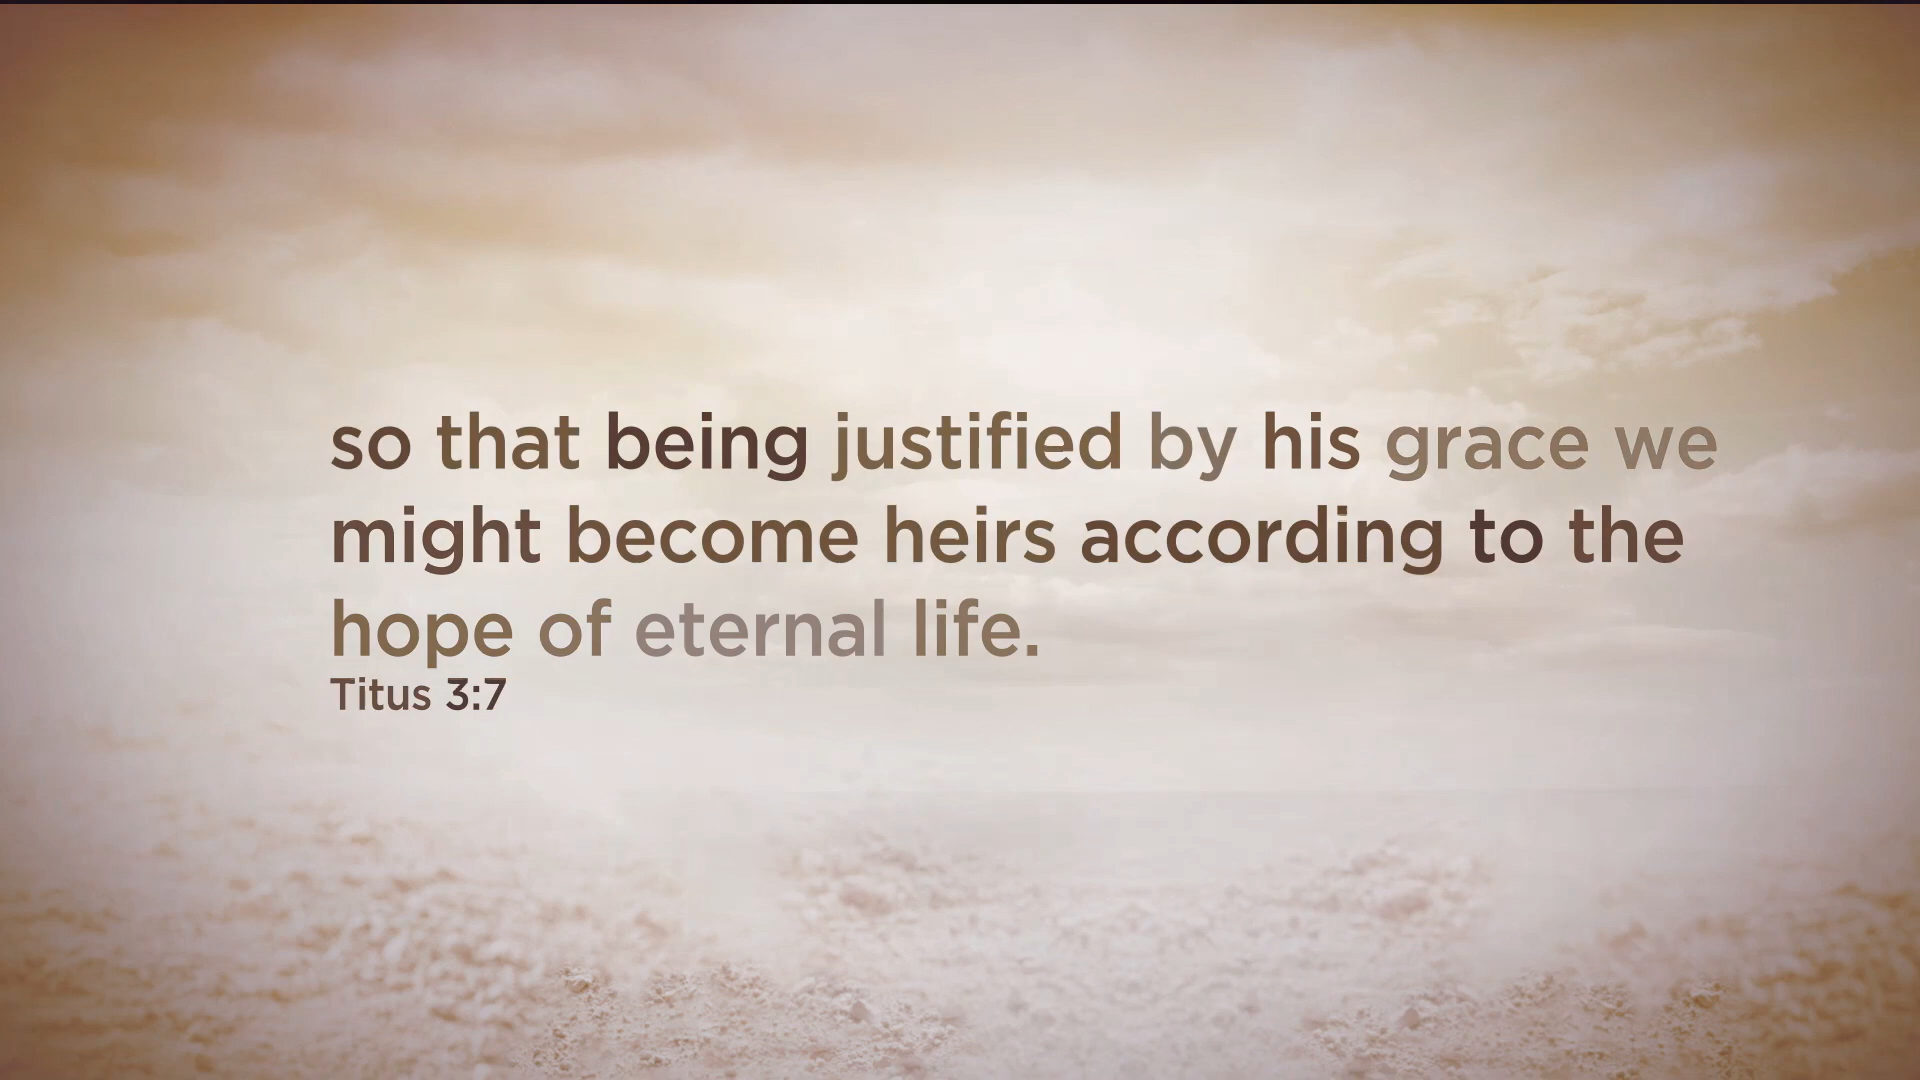 so that being justified by his grace we
might become heirs according to the
hope of eternal life.
Titus 3:7